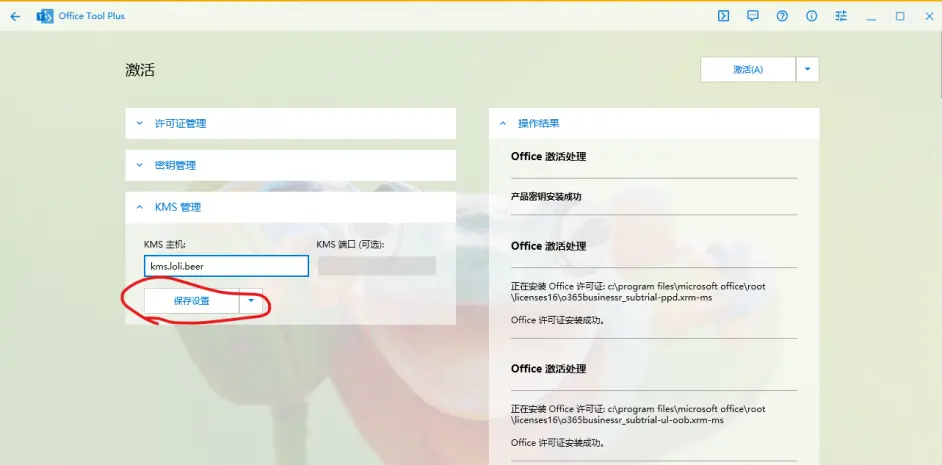 Office Tool Plus
激活
激活(A)
许可证管理
密钥管理
KMS 管理
KMS 主机:
KMS 端口 (可选):
kms.loli.beer
保存设置
操作结果
Office 激活处理
产品密钥安装成功
Office 激活处理
正在安装 Office 许可证: c:\program files\microsoft office\root
\licenses16\o365businessr_subtrial-ppd.xrm-ms
Office 许可证安装成功。
Office 激活处理
正在安装 Office 许可证: c:\program files\microsoft office\root
\licenses16\o365businessr_subtrial-ul-oob.xrm-ms
Office 许可证安装成功。